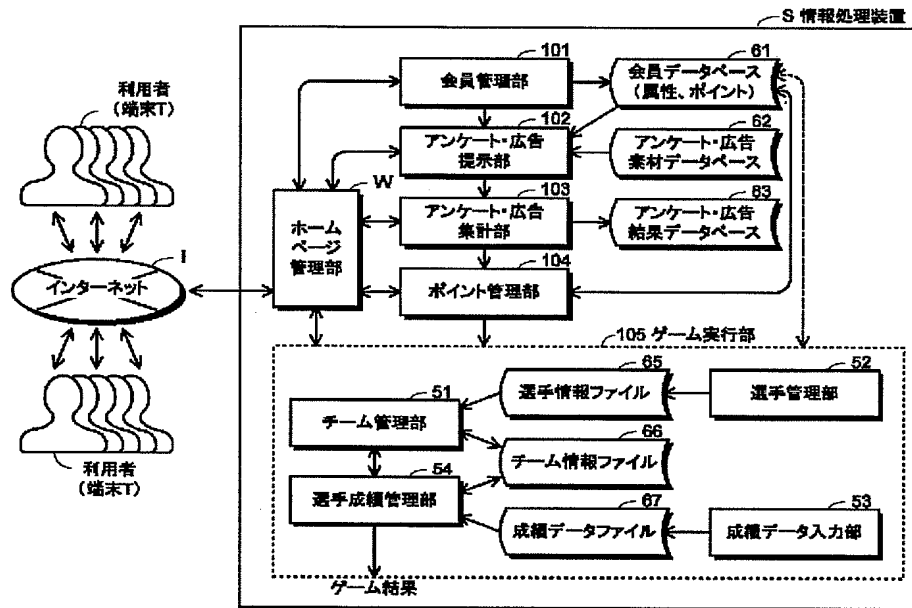 S 情報処理装置
101
会員管理部
61
会員データベース
(属性、ポイント)
利用者
(端末T)
102
アンケート・広告
提示部
62
アンケート・広告
素材データベース
W
ホーム
ページ
管理部
103
アンケート・広告
集計部
63
アンケート・広告
結果データベース
I
インターネット
104
ポイント管理部
105 ゲーム実行部
65
選手情報ファイル
52
選手管理部
51
チーム管理部
66
チーム情報ファイル
54
選手成績管理部
67
成績データファイル
53
成績データ入力部
利用者
(端末T)
ゲーム結果